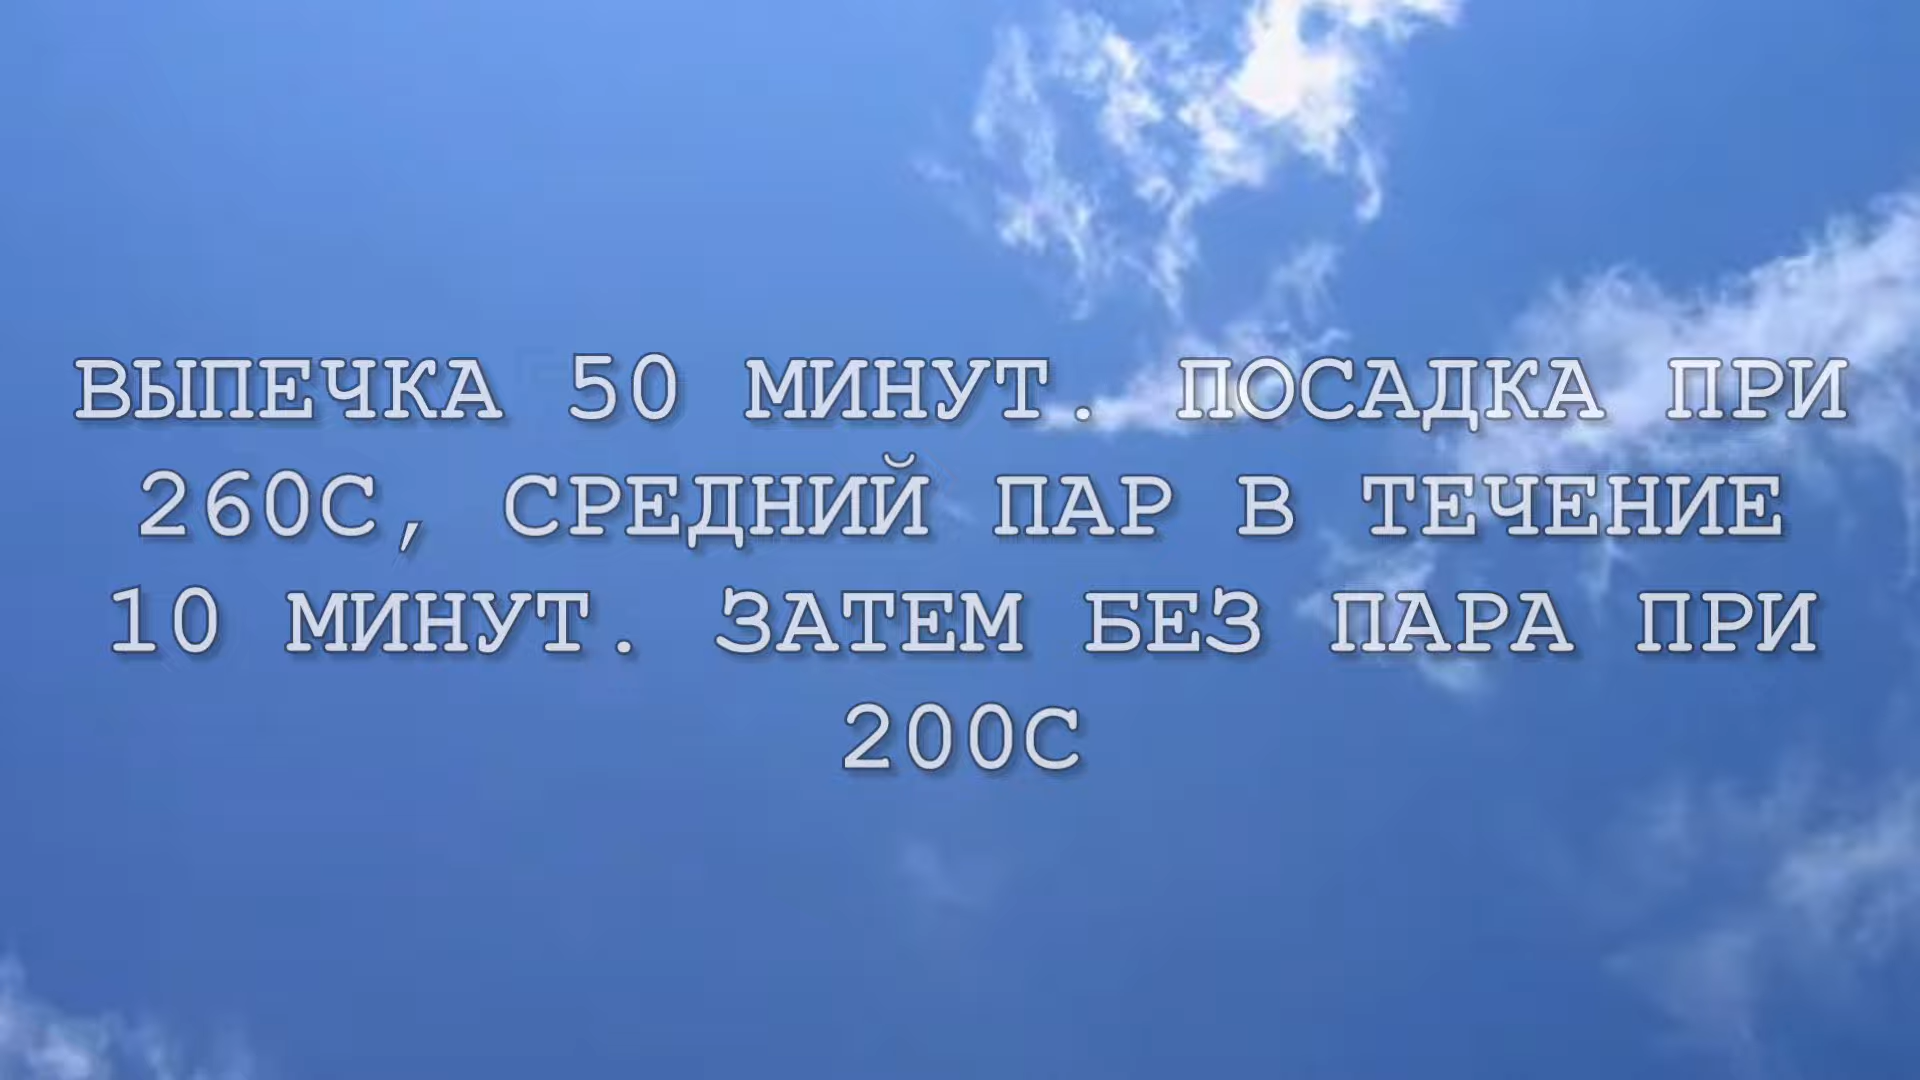 ВЫПЕЧКА 50 МИНУТ. ПОСАДКА ПРИ
260С, СРЕДНИЙ ПАР В ТЕЧЕНИЕ
10 МИНУТ. ЗАТЕМ БЕЗ ПАРА ПРИ
200С